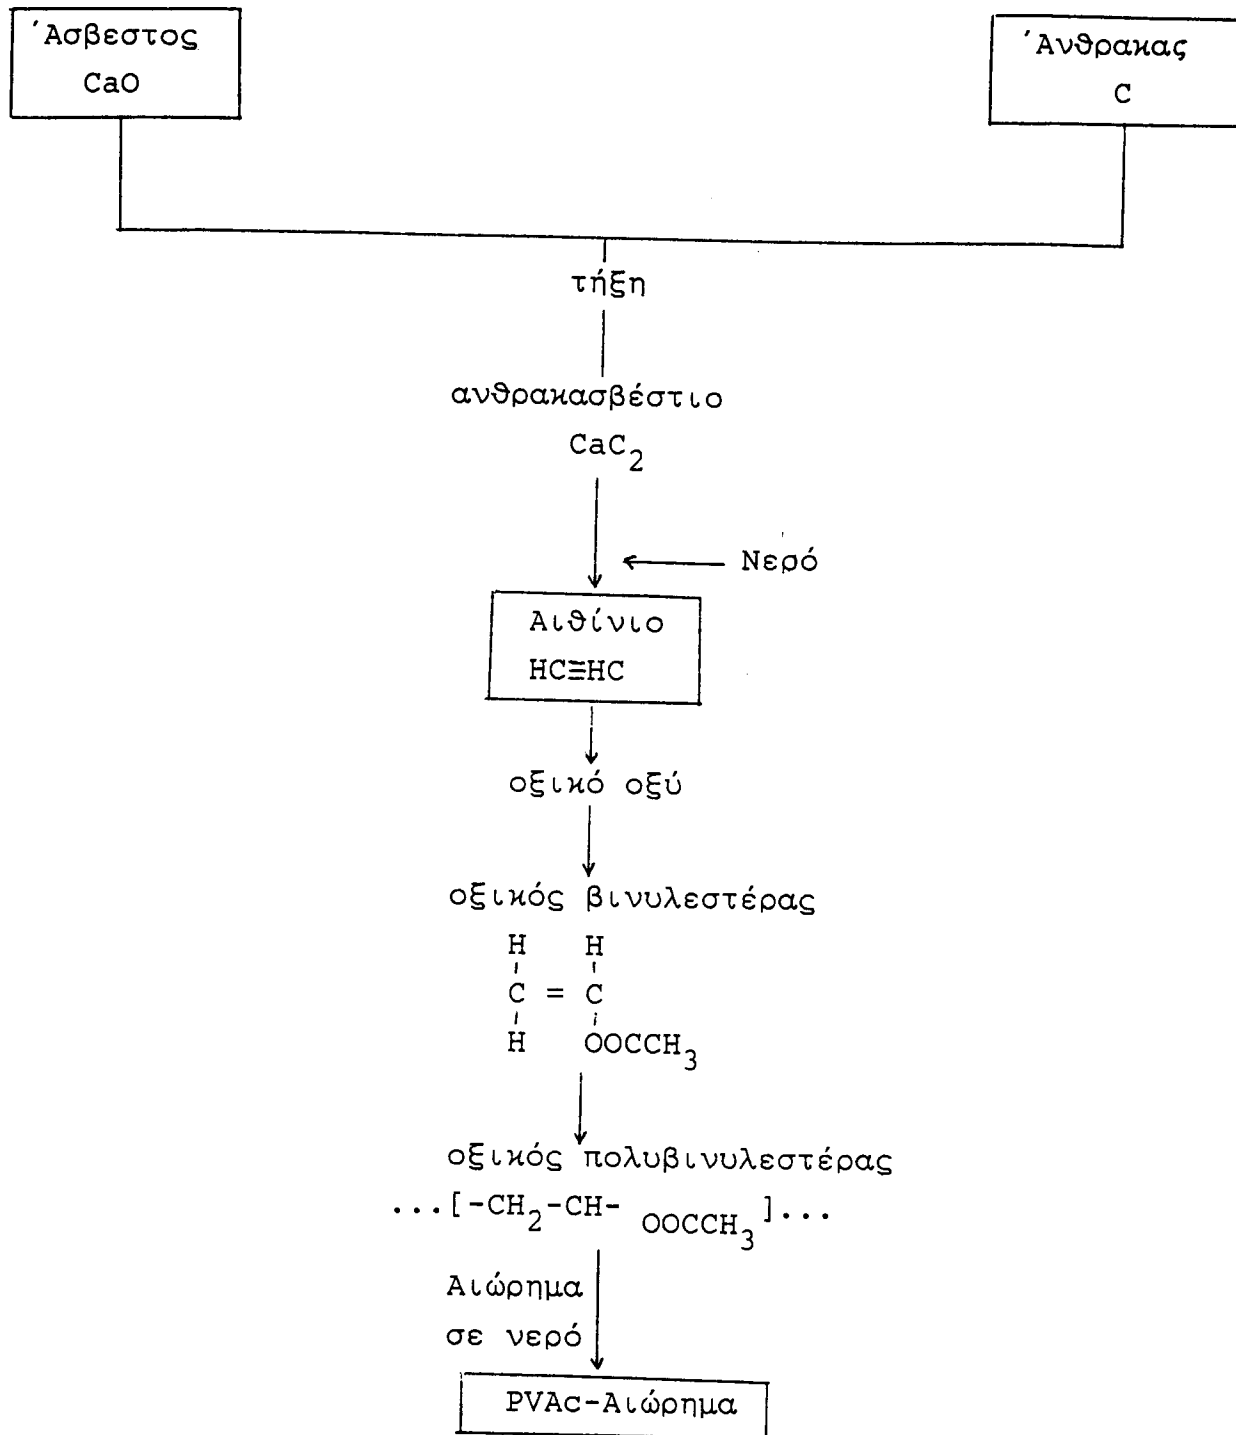 Άσβεστος
CaO
Άνθρακας
C
τήξη
ανθρακασβέστιο
CaC₂
Νερό
Αιθίνιο
HC≡HC
οξικό οξύ
οξικός βινυλεστέρας
H H
C = C
H OOCCH₃
οξικός πολυβινυλεστέρας
...[-CH₂-CH- OOCCH₃]...
Αιώρημα
σε νερό
PVAc-Αιώρημα